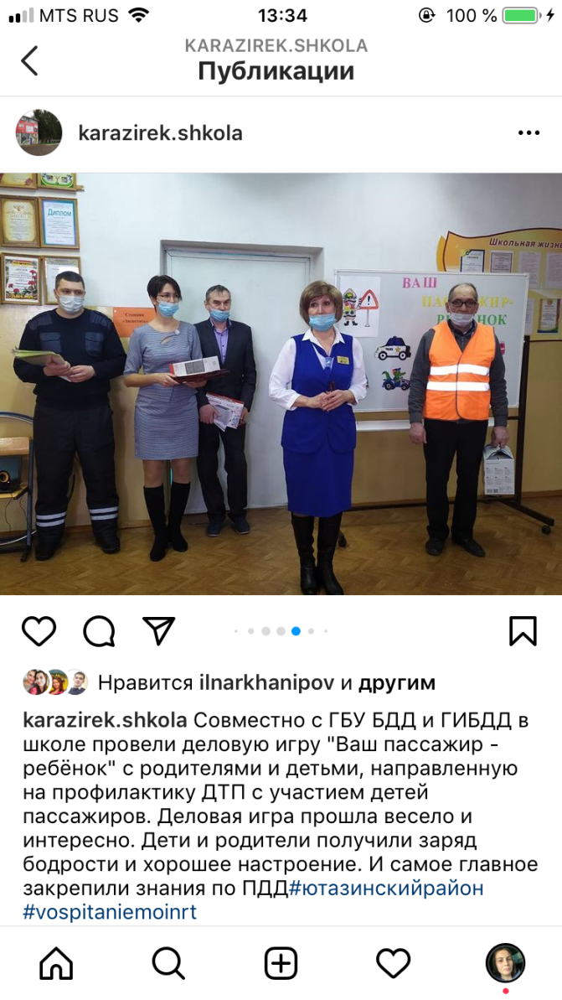 MTS RUS
13:34
100 %
KARAZIREK.SHKOLA
Публикации
karazirek.shkola
Диплом
Школьная жизнь
Станция
ВАШ
ПАССАЖИР-
РЕБЕНОК
Нравится ilnarkhanipov и другим
karazirek.shkola Совместно с ГБУ БДД и ГИБДД в
школе провели деловую игру "Ваш пассажир -
ребёнок" с родителями и детьми, направленную
на профилактику ДТП с участием детей
пассажиров. Деловая игра прошла весело и
интересно. Дети и родители получили заряд
бодрости и хорошее настроение. И самое главное
закрепили знания по ПДД#ютазинскийрайон
#vospitaniemoinrt